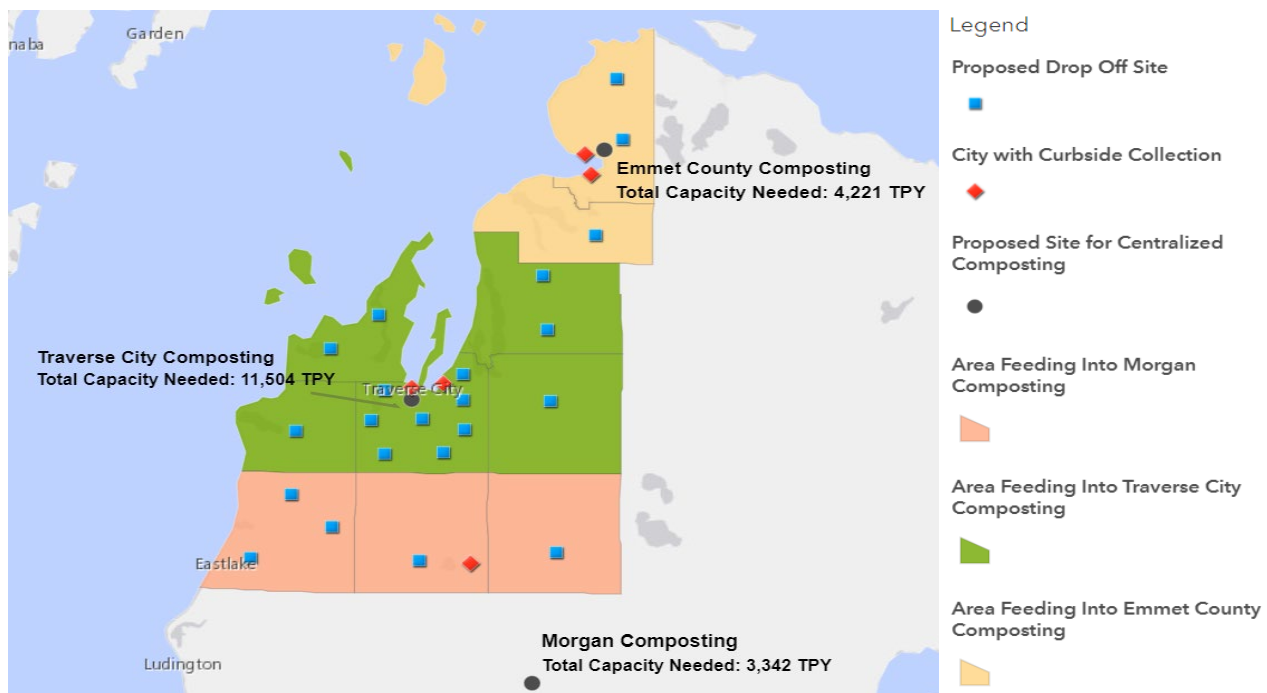 Garden
naba
Emmet County Composting
Total Capacity Needed: 4,221 TPY
Traverse City Composting
Total Capacity Needed: 11,504 TPY
Traverse City
Eastlake
Morgan Composting
Total Capacity Needed: 3,342 TPY
Ludington
Legend
Proposed Drop Off Site
City with Curbside Collection
Proposed Site for Centralized
Composting
Area Feeding Into Morgan
Composting
Area Feeding Into Traverse City
Composting
Area Feeding Into Emmet County
Composting